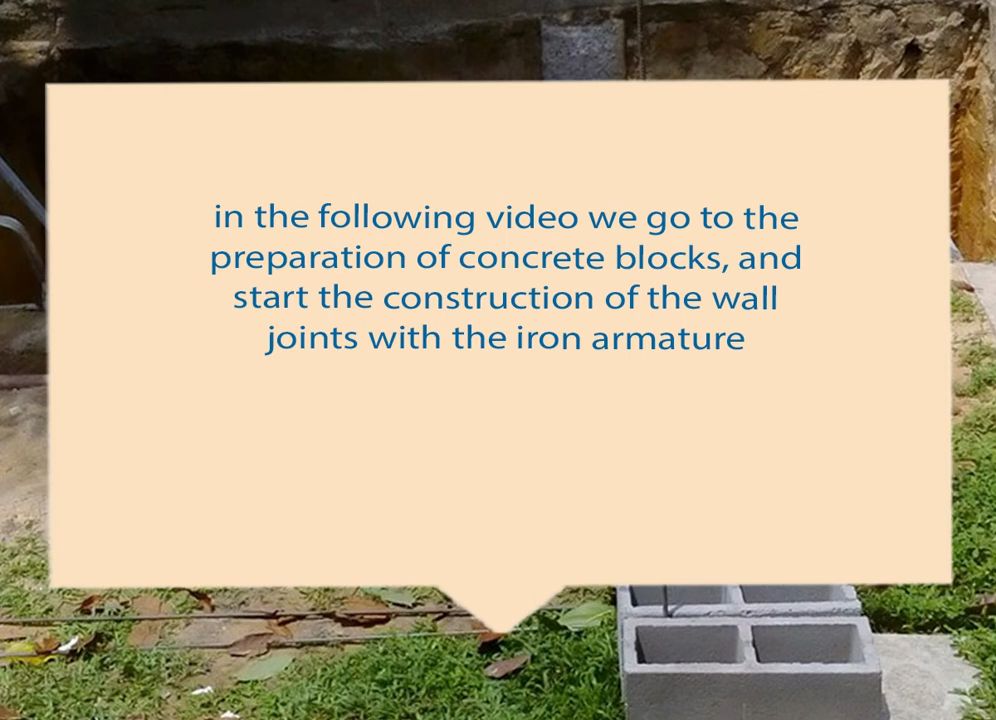 in the following video we go to the
preparation of concrete blocks, and
start the construction of the wall
joints with the iron armature